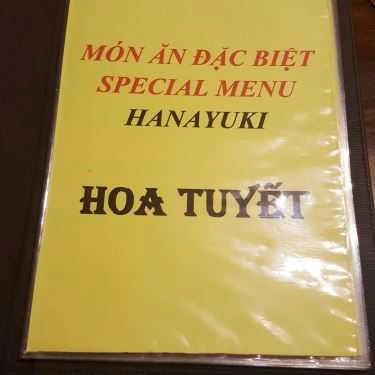 MÓN ĂN ĐẶC BIỆT
SPECIAL MENU
HANAYUKI
HOA TUYẾT